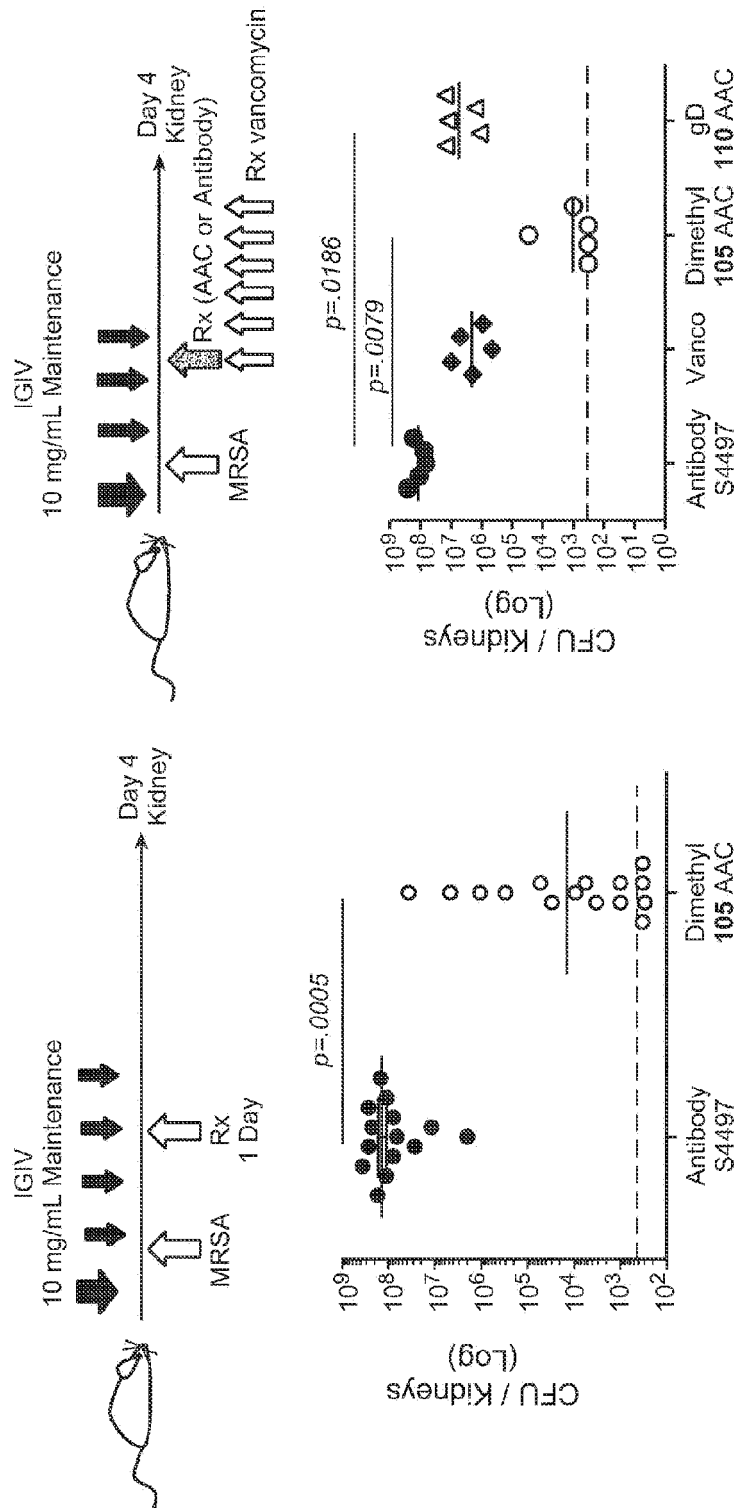 IGIV
10 mg/mL Maintenance
Day 4
Kidney
MRSA
Rx
1 Day
p=.0005
CFU / Kidneys
(Log)
10⁹
10⁸
10⁷
10⁶
10⁵
10⁴
10³
10²
Antibody
S4497
Dimethyl
105 AAC
IGIV
10 mg/mL Maintenance
Day 4
Kidney
MRSA
Rx (AAC or Antibody)
Rx vancomycin
p=.0186
p=.0079
CFU / Kidneys
(Log)
10⁹
10⁸
10⁷
10⁶
10⁵
10⁴
10³
10²
10¹
10⁰
Antibody
S4497
Vanco
Dimethyl
105 AAC
gD
110 AAC